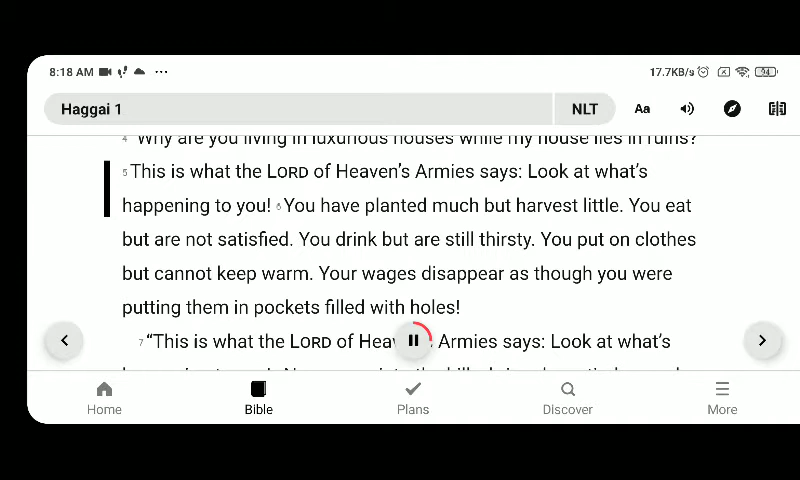 8:18 AM ... 17.7KB/s 94
Haggai 1 NLT Aa
4 Why are you living in luxurious houses while my house lies in ruins?
5 This is what the LORD of Heaven's Armies says: Look at what's
happening to you! 6 You have planted much but harvest little. You eat
but are not satisfied. You drink but are still thirsty. You put on clothes
but cannot keep warm. Your wages disappear as though you were
putting them in pockets filled with holes!
7 “This is what the LORD of Armies says: Look at what's
Home Bible Plans Discover More